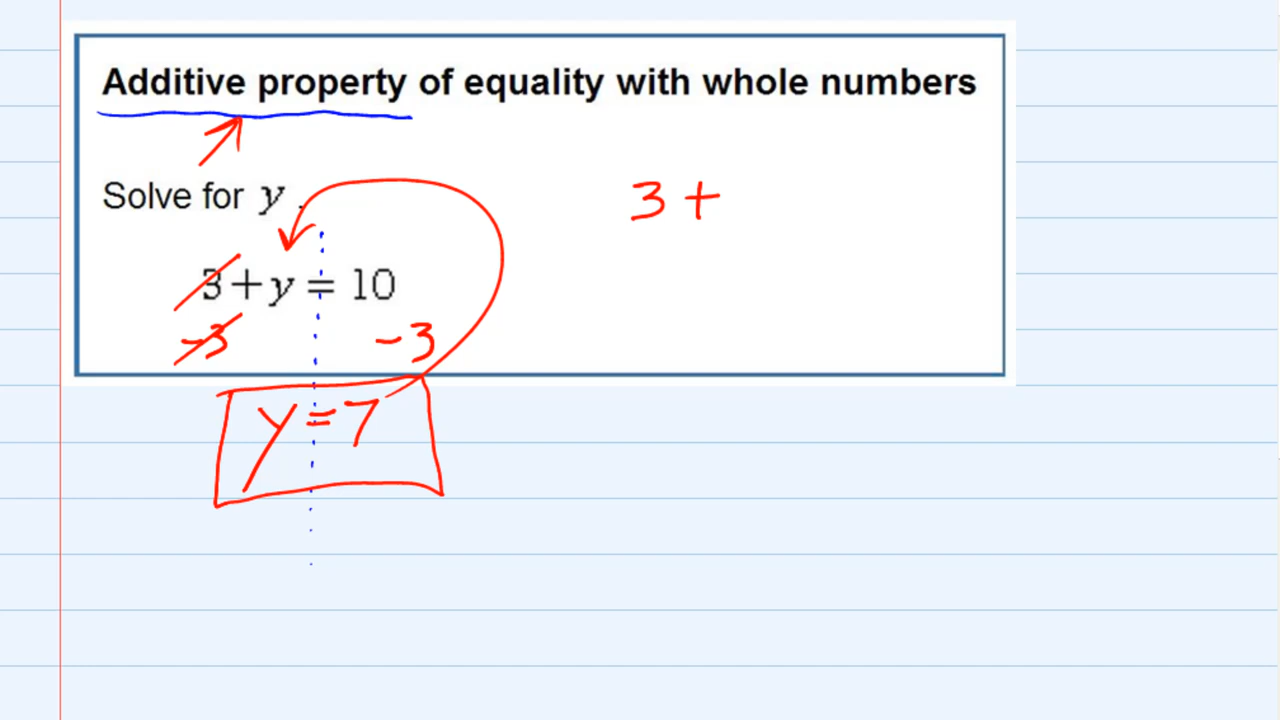 Additive property of equality with whole numbers
Solve for y .
3 +
3 + y = 10
-3 -3
y = 7